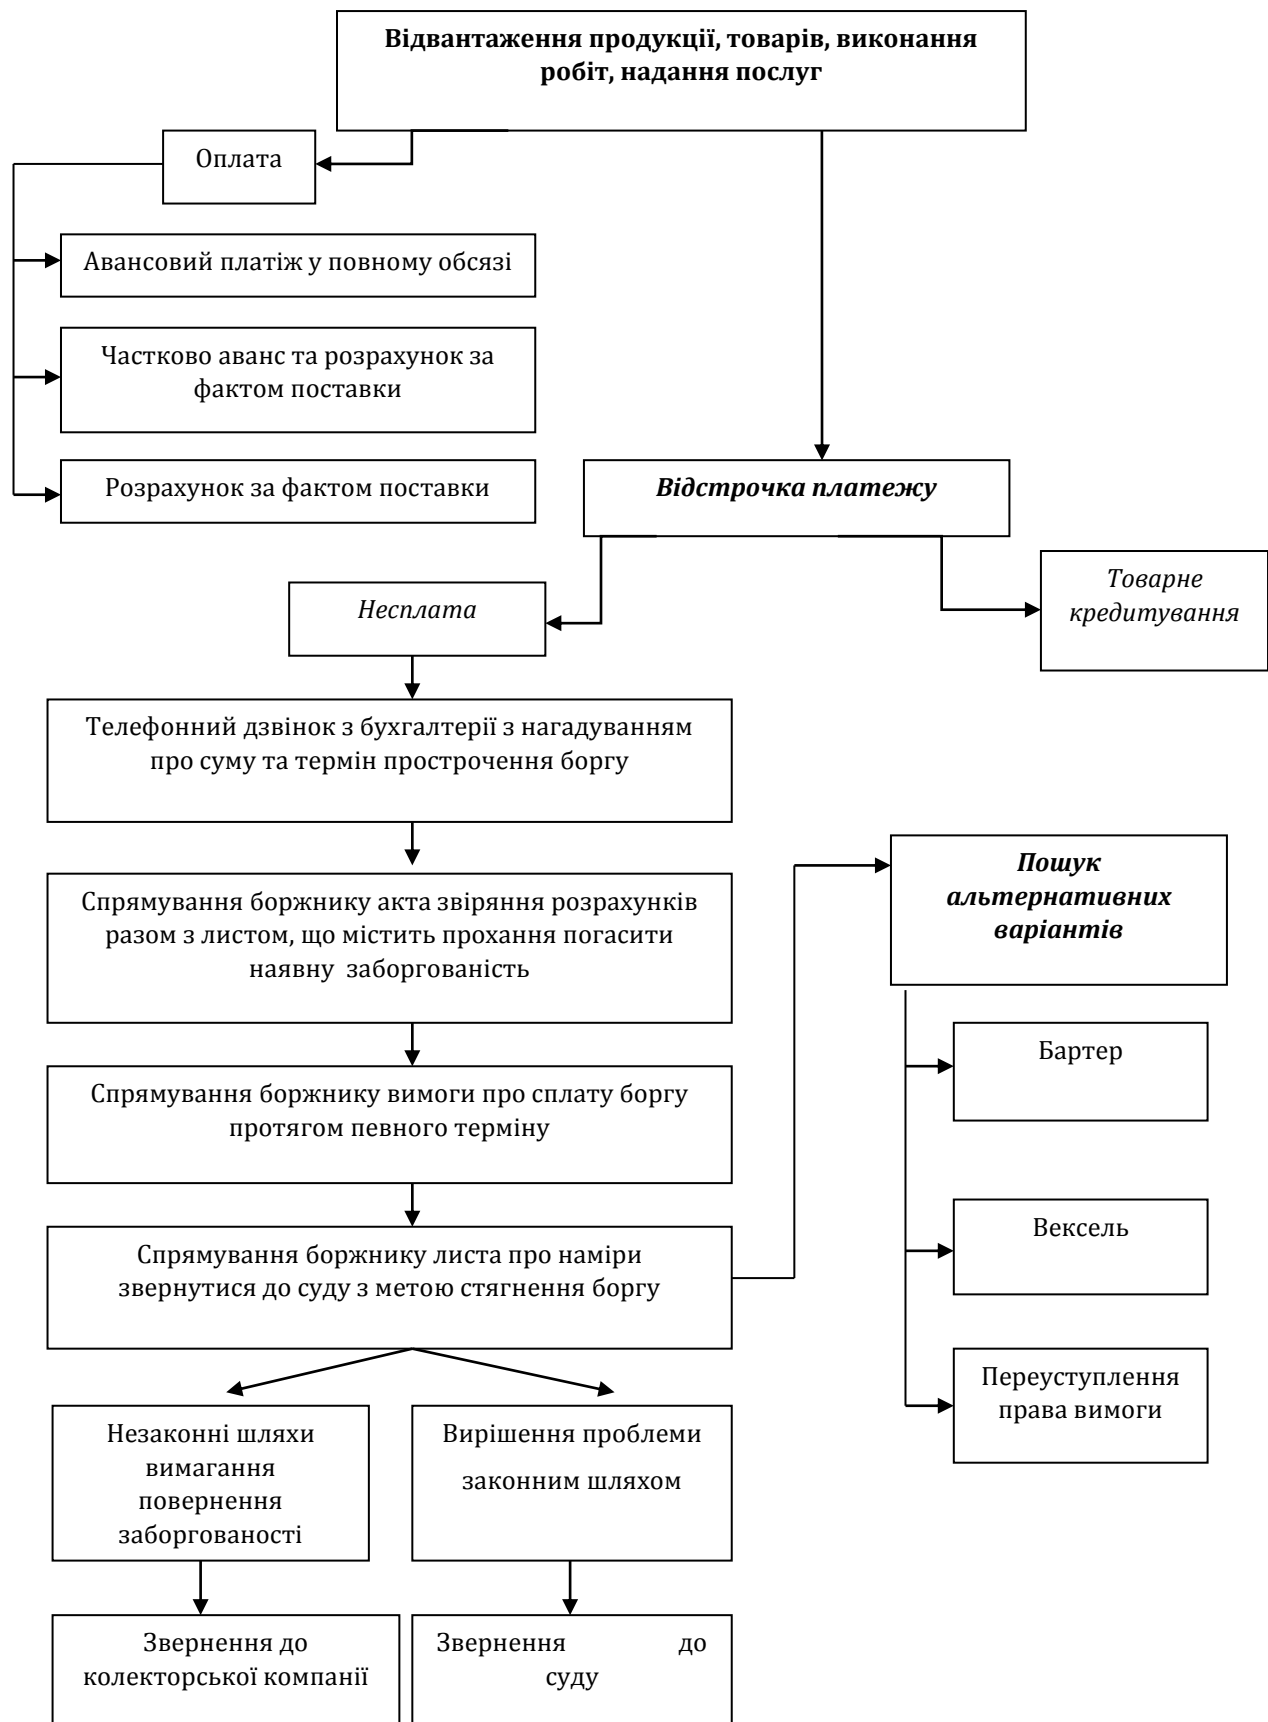 Відвантаження продукції, товарів, виконання
робіт, надання послуг
Оплата
Авансовий платіж у повному обсязі
Частково аванс та розрахунок за
фактом поставки
Розрахунок за фактом поставки
Відстрочка платежу
Товарне
кредитування
Несплата
Телефонний дзвінок з бухгалтерії з нагадуванням
про суму та термін прострочення боргу
Спрямування боржнику акта звіряння розрахунків
разом з листом, що містить прохання погасити
наявну заборгованість
Спрямування боржнику вимоги про сплату боргу
протягом певного терміну
Спрямування боржнику листа про наміри
звернутися до суду з метою стягнення боргу
Пошук
альтернативних
варіантів
Бартер
Вексель
Переуступлення
права вимоги
Незаконні шляхи
вимагання
повернення
заборгованості
Вирішення проблеми
законним шляхом
Звернення до
колекторської компанії
Звернення до
суду